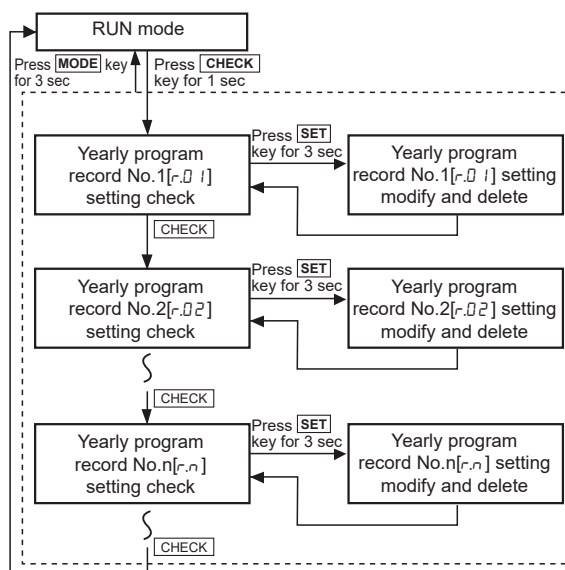 RUN mode
Press MODE key
for 3 sec
Press CHECK
key for 1 sec
Yearly program
record No.1[r.01]
setting check
Press SET
key for 3 sec
Yearly program
record No.1[r.01] setting
modify and delete
CHECK
Yearly program
record No.2[r.02]
setting check
Press SET
key for 3 sec
Yearly program
record No.2[r.02] setting
modify and delete
CHECK
Yearly program
record No.n[r.n]
setting check
Press SET
key for 3 sec
Yearly program
record No.n[r.n] setting
modify and delete
CHECK